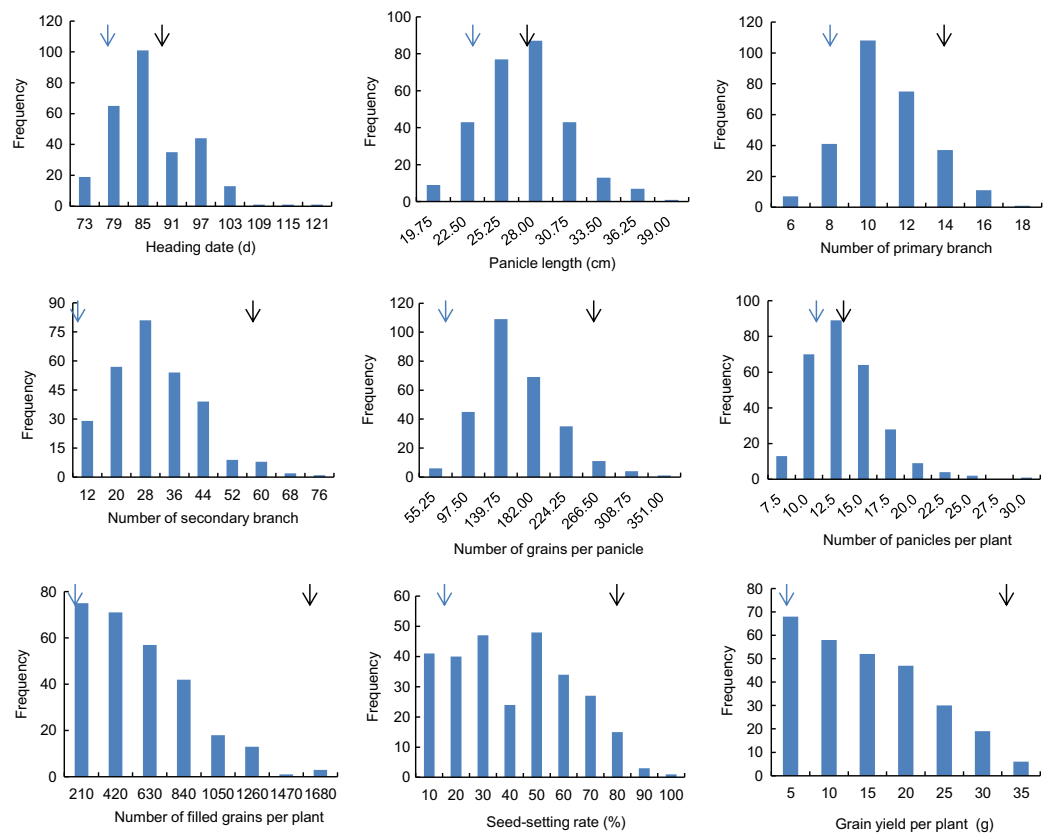 120
100
80
60
40
20
0
Frequency
73 79 85 91 97 103 109 115 121
Heading date (d)
100
80
60
40
20
0
Frequency
19.75 22.50 25.25 28.00 30.75 33.50 36.25 39.00
Panicle length (cm)
120
100
80
60
40
20
0
Frequency
6 8 10 12 14 16 18
Number of primary branch
90
75
60
45
30
15
0
Frequency
12 20 28 36 44 52 60 68 76
Number of secondary branch
120
100
80
60
40
20
0
Frequency
55.25 97.50 139.75 182.00 224.25 266.50 308.75 351.00
Number of grains per panicle
100
80
60
40
20
0
Frequency
7.5 10.0 12.5 15.0 17.5 20.0 22.5 25.0 27.5 30.0
Number of panicles per plant
80
60
40
20
0
Frequency
210 420 630 840 1050 1260 1470 1680
Number of filled grains per plant
60
50
40
30
20
10
0
Frequency
10 20 30 40 50 60 70 80 90 100
Seed-setting rate (%)
80
70
60
50
40
30
20
10
0
Frequency
5 10 15 20 25 30 35
Grain yield per plant (g)